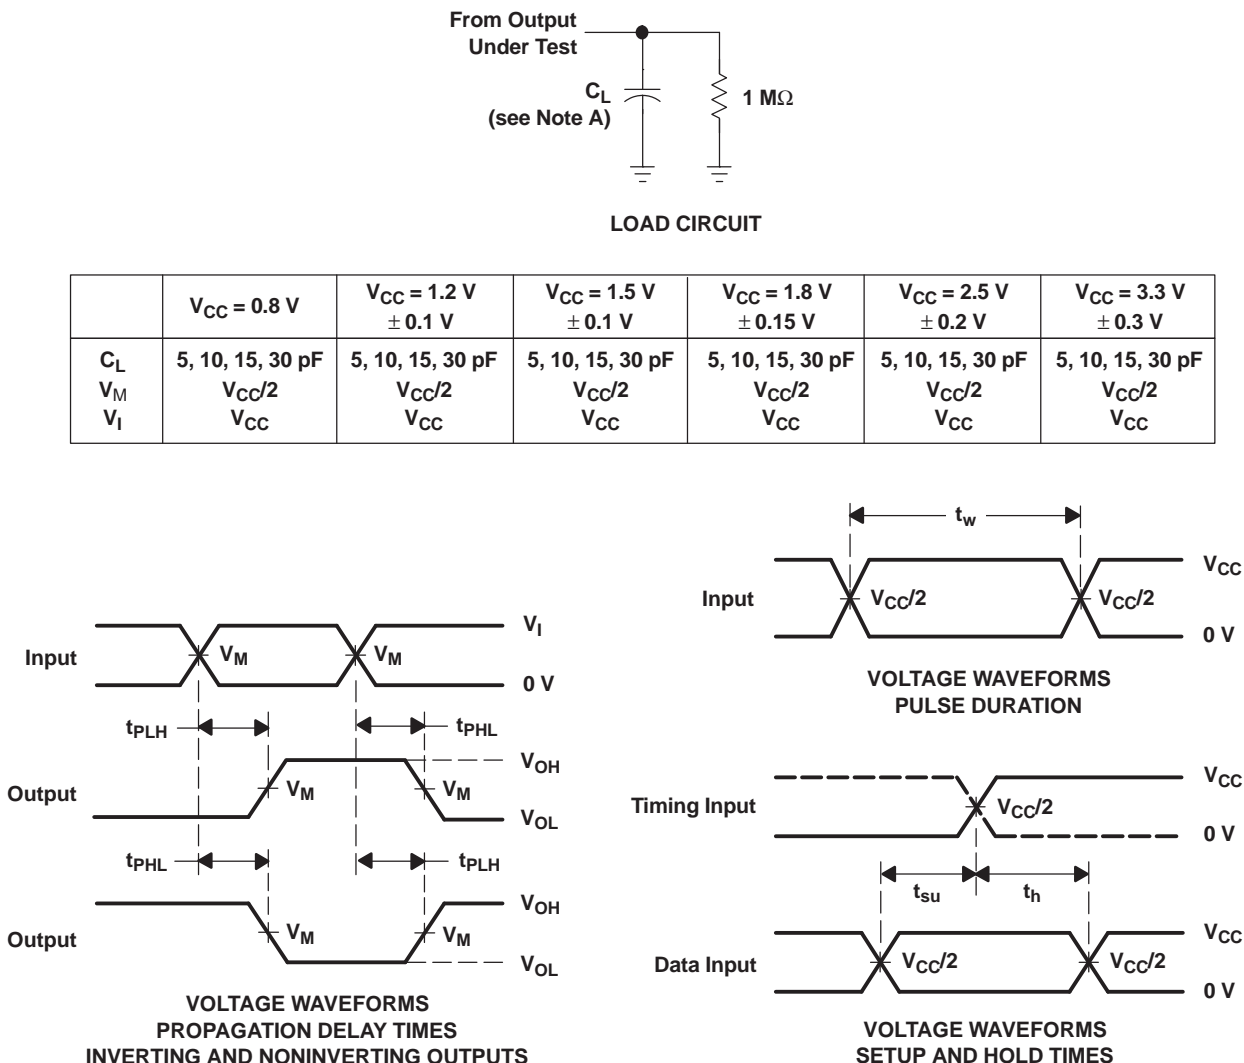 From Output
Under Test
CL
(see Note A)
1 MΩ
LOAD CIRCUIT
VCC = 0.8 V
VCC = 1.2 V
± 0.1 V
VCC = 1.5 V
± 0.1 V
VCC = 1.8 V
± 0.15 V
VCC = 2.5 V
± 0.2 V
VCC = 3.3 V
± 0.3 V
CL 5, 10, 15, 30 pF 5, 10, 15, 30 pF 5, 10, 15, 30 pF 5, 10, 15, 30 pF 5, 10, 15, 30 pF 5, 10, 15, 30 pF
VM VCC/2 VCC/2 VCC/2 VCC/2 VCC/2 VCC/2
VI VCC VCC VCC VCC VCC VCC
Input VM VM VI
0 V
tPLH tPHL
Output VM VM VOH
VOL
tPHL tPLH
Output VM VM VOH
VOL
VOLTAGE WAVEFORMS
PROPAGATION DELAY TIMES
INVERTING AND NONINVERTING OUTPUTS
tw
Input VCC/2 VCC/2 VCC
0 V
VOLTAGE WAVEFORMS
PULSE DURATION
Timing Input VCC/2 VCC
0 V
tsu th
Data Input VCC/2 VCC/2 VCC
0 V
VOLTAGE WAVEFORMS
SETUP AND HOLD TIMES